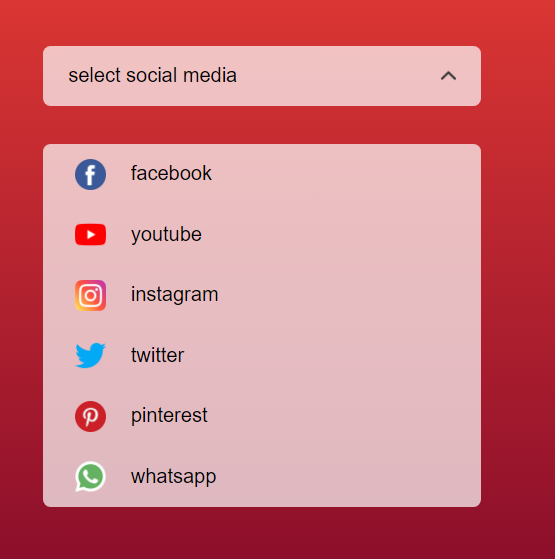 select social media
facebook
youtube
instagram
twitter
pinterest
whatsapp